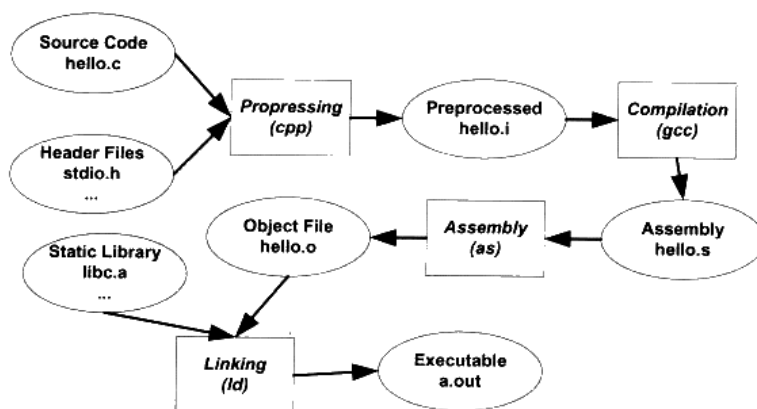 Source Code
hello.c
Propressing
(cpp)
Preprocessed
hello.i
Compilation
(gcc)
Header Files
stdio.h
...
Object File
hello.o
Assembly
(as)
Assembly
hello.s
Static Library
libc.a
...
Linking
(ld)
Executable
a.out